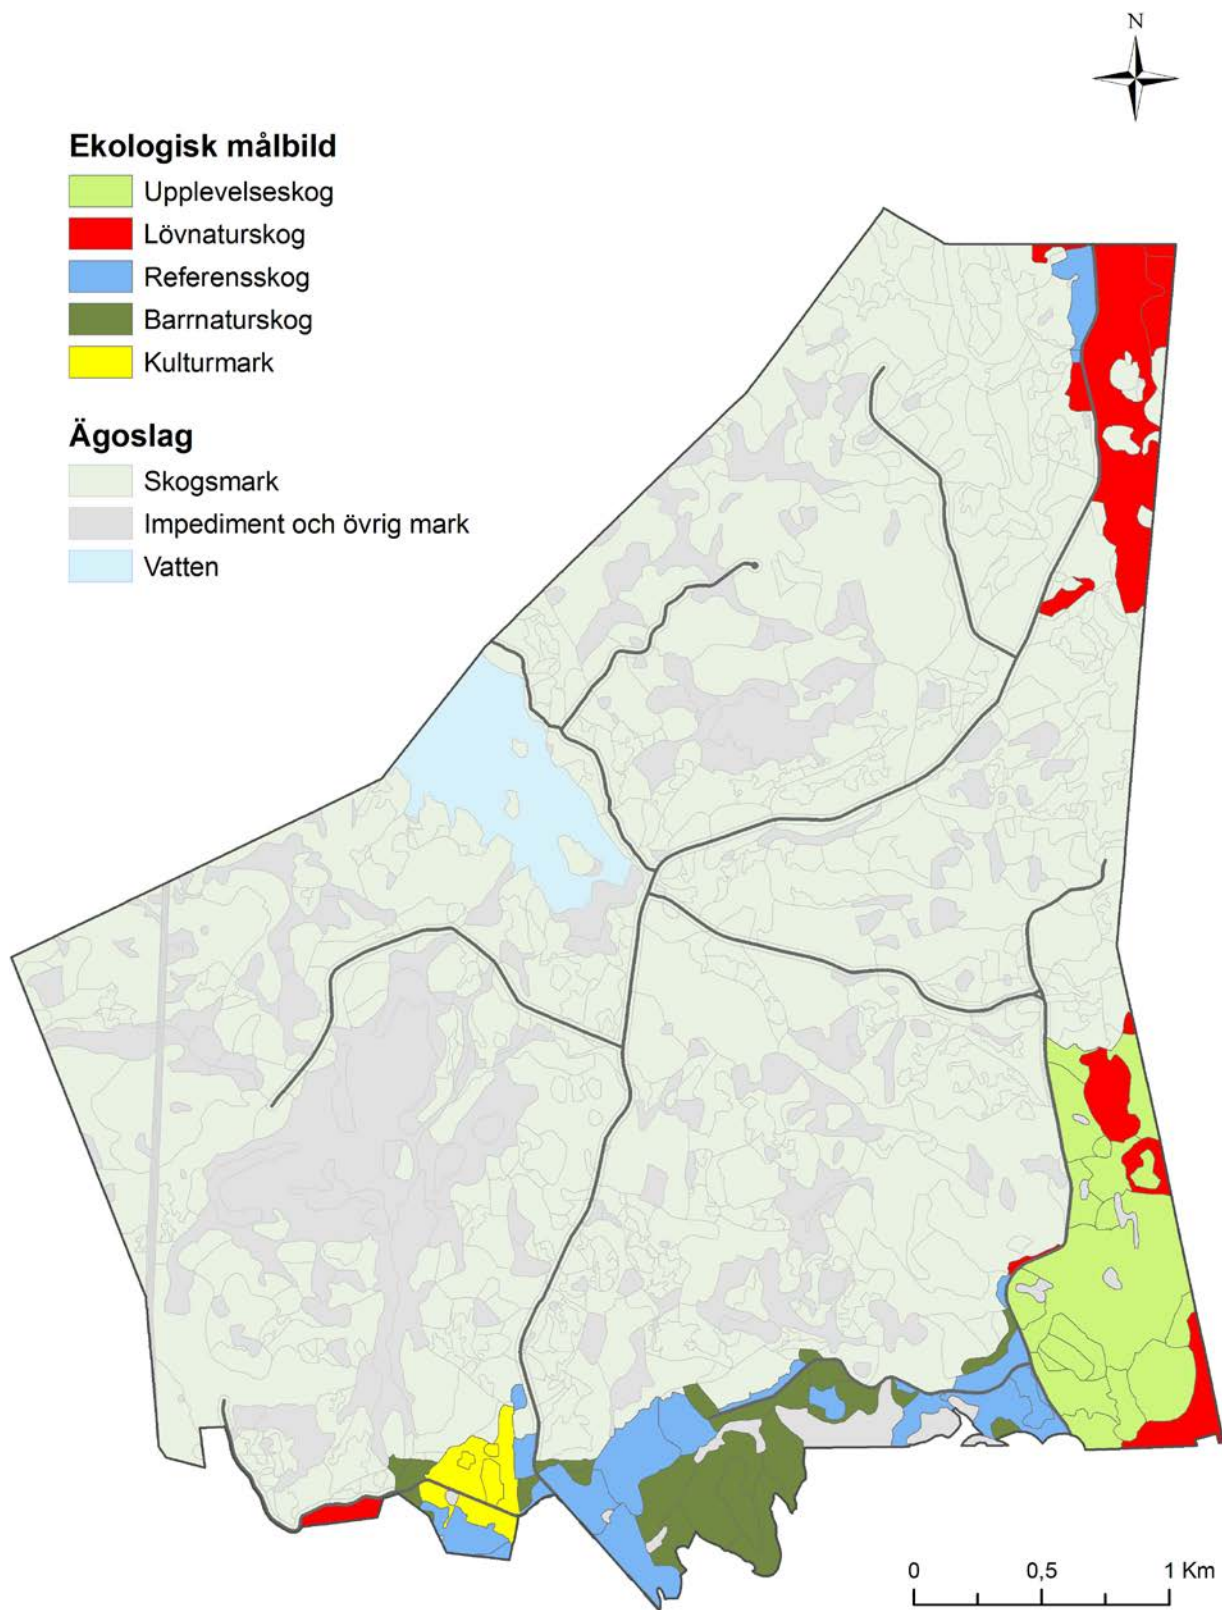 N
Ekologisk målbild
Upplevelseskog
Lövnaturskog
Referensskog
Barrnaturskog
Kulturmark
Ägoslag
Skogsmark
Impediment och övrig mark
Vatten
0 0,5 1 Km